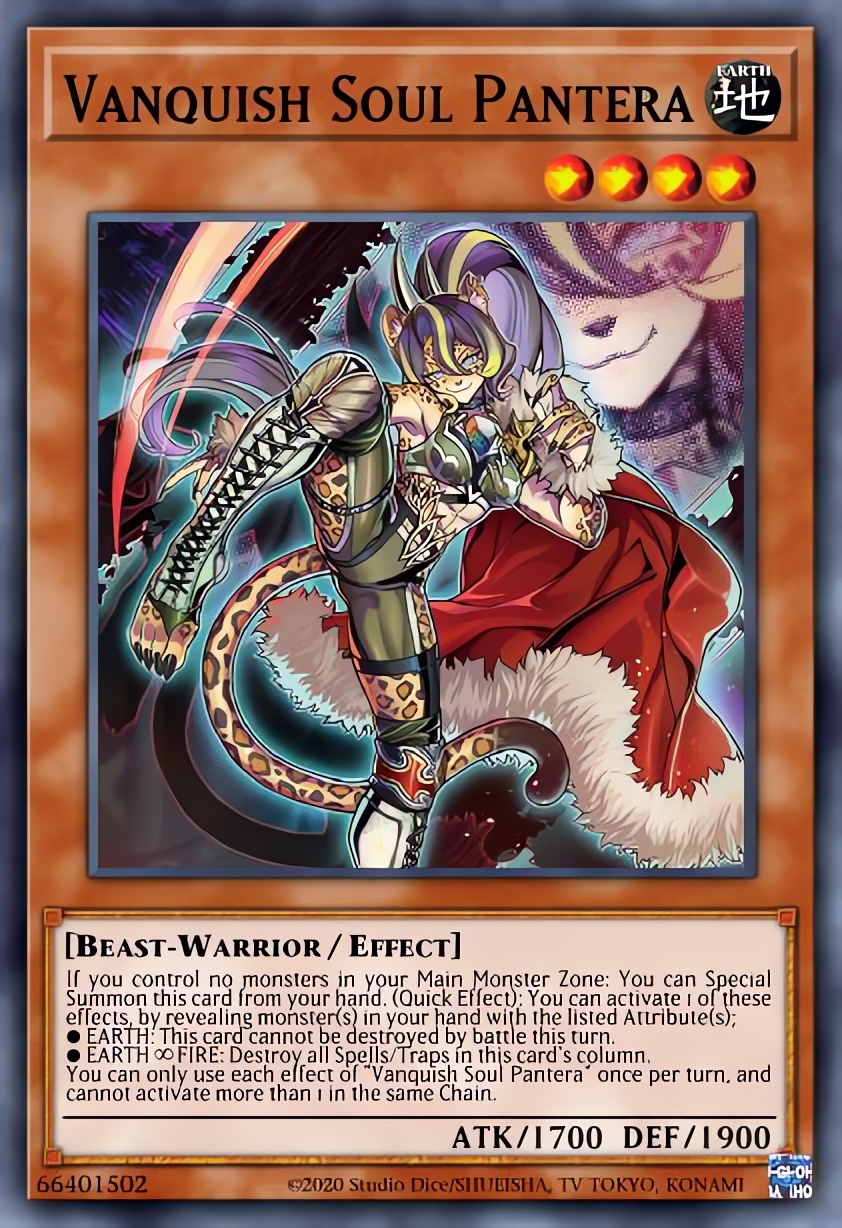 VANQUISH SOUL PANTERA
EARTH
地
[BEAST-WARRIOR / EFFECT]
If you control no monsters in your Main Monster Zone: You can Special
Summon this card from your hand. (Quick Effect): You can activate 1 of these
effects, by revealing monster(s) in your hand with the listed Attribute(s);
● EARTH: This card cannot be destroyed by battle this turn.
● EARTH ∞ FIRE: Destroy all Spells/Traps in this card's column.
You can only use each effect of "Vanquish Soul Pantera" once per turn, and
cannot activate more than 1 in the same Chain.
ATK/1700 DEF/1900
66401502
©2020 Studio Dice/SHUEISHA, TV TOKYO, KONAMI